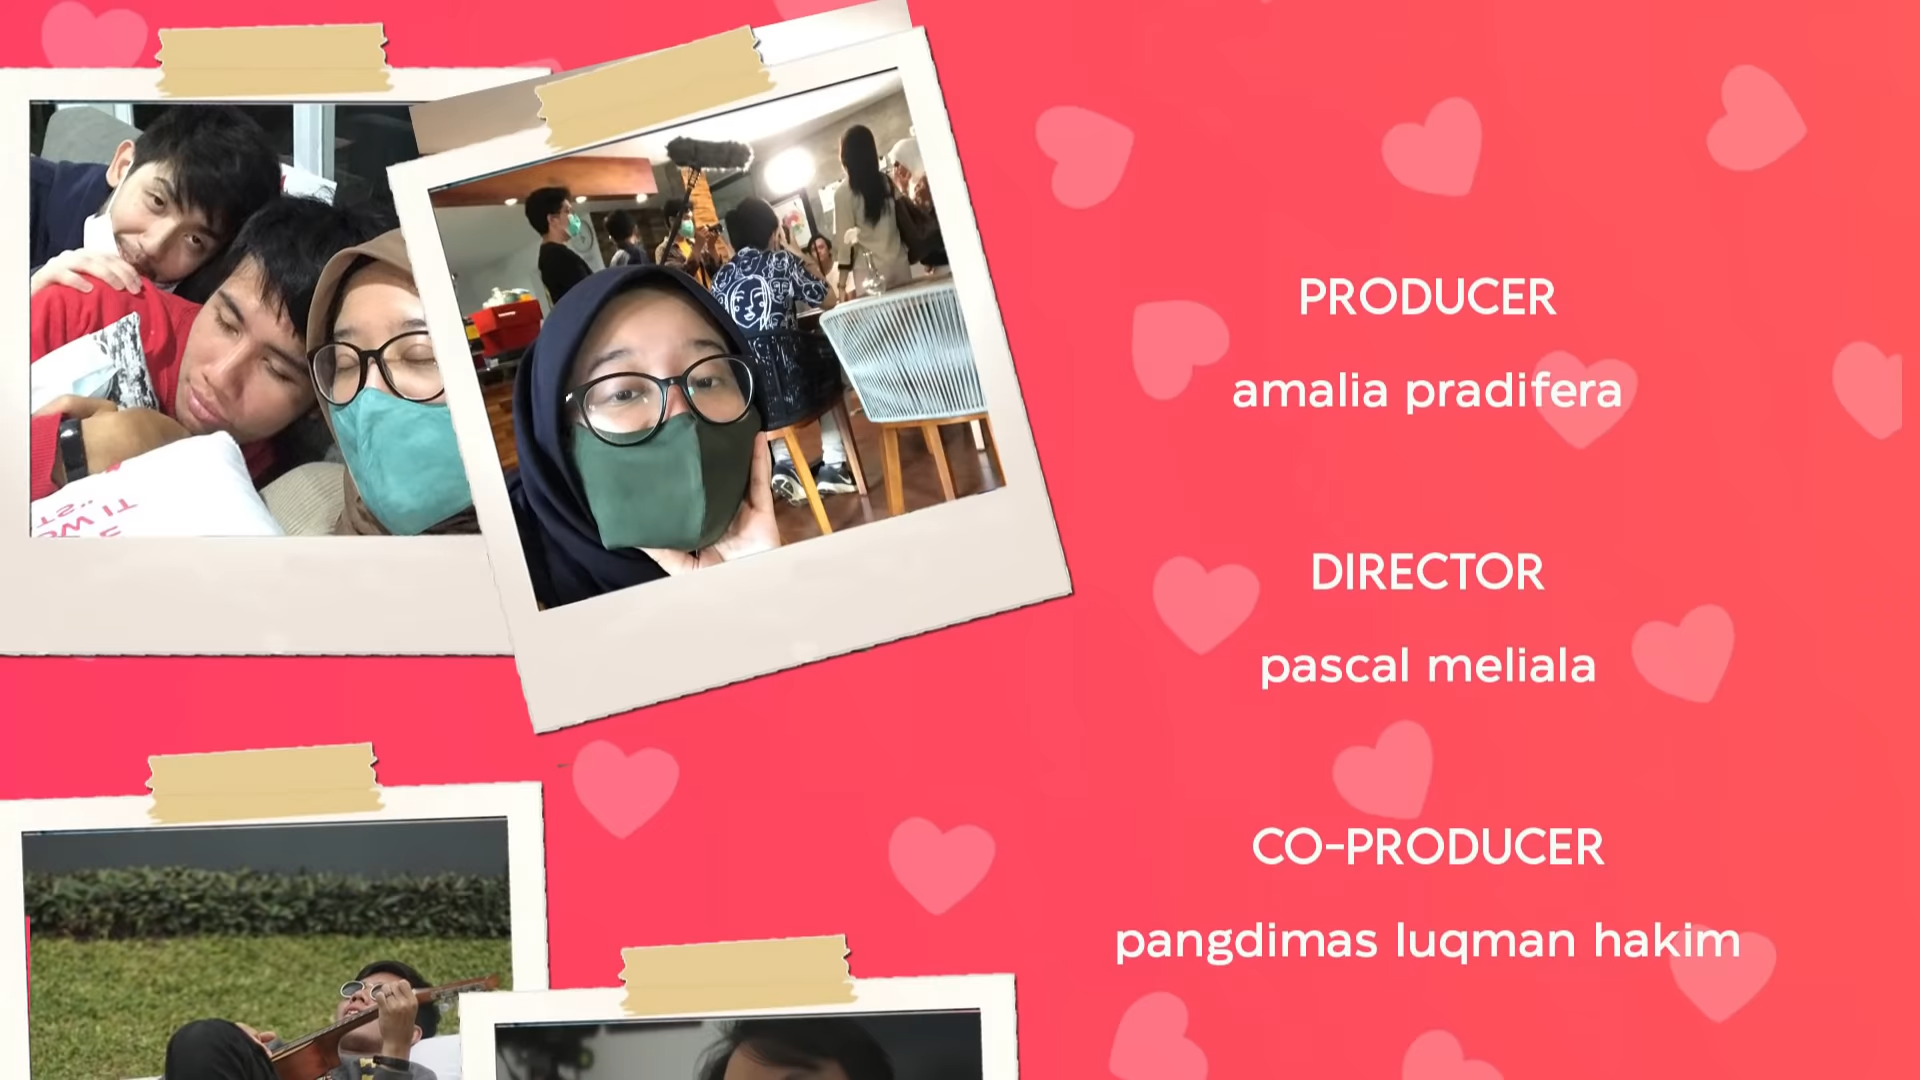 PRODUCER
amalia pradifera
DIRECTOR
pascal meliala
CO-PRODUCER
pangdimas luqman hakim